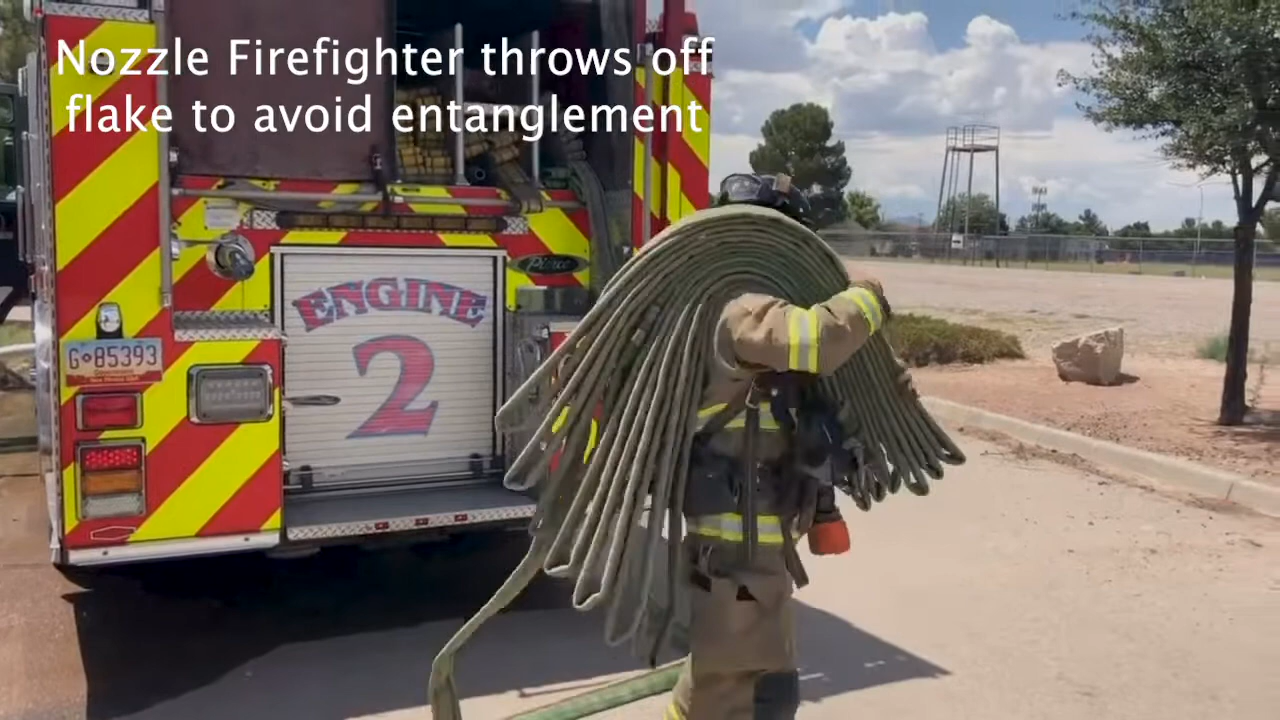 Nozzle Firefighter throws off
flake to avoid entanglement
Pierce
ENGINE
2
G 85393